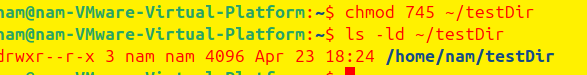 nam@nam-VMware-Virtual-Platform:~$ chmod 745 ~/testDir
nam@nam-VMware-Virtual-Platform:~$ ls -ld ~/testDir
drwxr--r-x 3 nam nam 4096 Apr 23 18:24 /home/nam/testDir
nam@nam-VMware-Virtual-Platform:~$